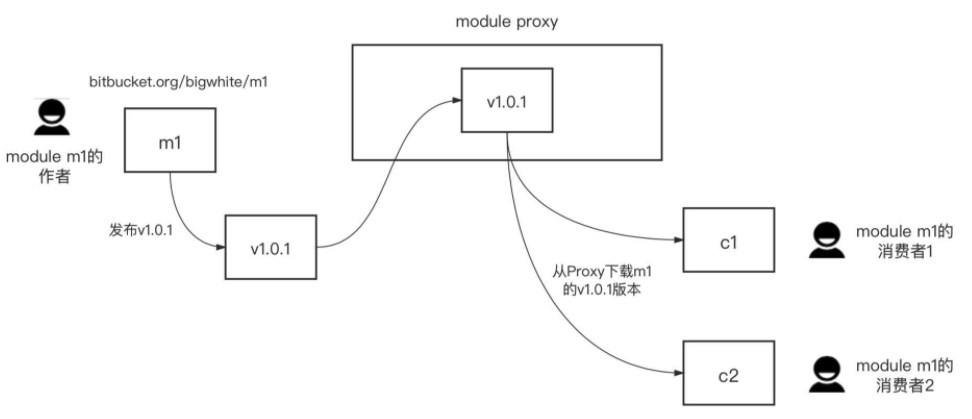 module proxy
bitbucket.org/bigwhite/m1
v1.0.1
m1
module m1的
作者
发布v1.0.1
v1.0.1
c1
module m1的
消费者1
从Proxy下载m1
的v1.0.1版本
c2
module m1的
消费者2